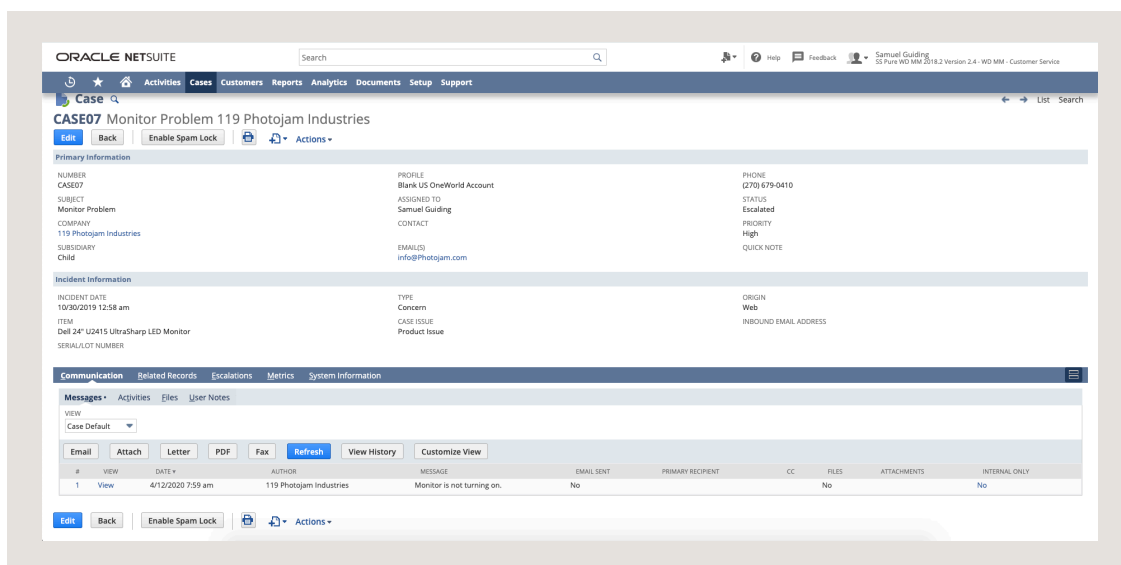 ORACLE NETSUITE Search Help Feedback Samuel Guiding
SS Pure WD MM 2018.2 Version 2.4 - WD MM - Customer Service
Activities Cases Customers Reports Analytics Documents Setup Support
Case List Search
CASE07 Monitor Problem 119 Photojam Industries
Edit Back Enable Spam Lock Actions
Primary Information
NUMBER PROFILE PHONE
CASE07 Blank US OneWorld Account (270) 679-0410
SUBJECT ASSIGNED TO STATUS
Monitor Problem Samuel Guiding Escalated
COMPANY CONTACT PRIORITY
119 Photojam Industries High
SUBSIDIARY EMAIL(S) QUICK NOTE
Child info@Photojam.com
Incident Information
INCIDENT DATE TYPE ORIGIN
10/30/2019 12:58 am Concern Web
ITEM CASE ISSUE INBOUND EMAIL ADDRESS
Dell 24" U2415 UltraSharp LED Monitor Product Issue
SERIAL/LOT NUMBER
Communication Related Records Escalations Metrics System Information
Messages • Activities Files User Notes
VIEW
Case Default
Email Attach Letter PDF Fax Refresh View History Customize View
# VIEW DATE AUTHOR MESSAGE EMAIL SENT PRIMARY RECIPIENT CC FILES ATTACHMENTS INTERNAL ONLY
1 View 4/12/2020 7:59 am 119 Photojam Industries Monitor is not turning on. No No No
Edit Back Enable Spam Lock Actions